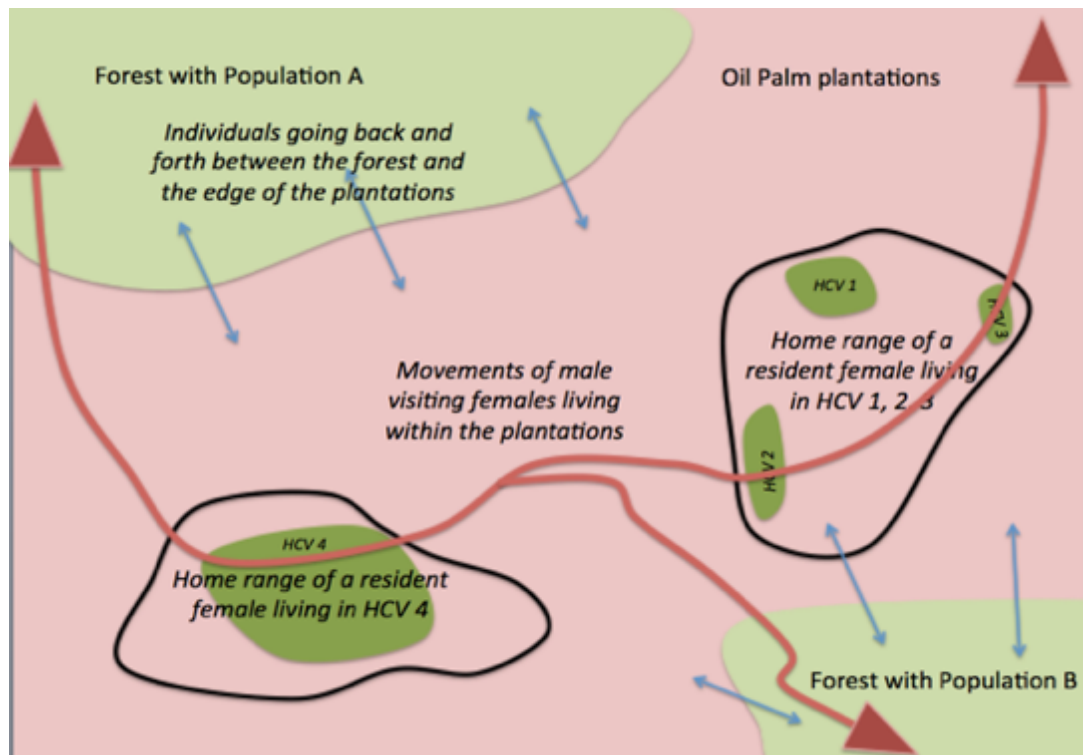 Forest with Population A
Oil Palm plantations
Individuals going back and
forth between the forest and
the edge of the plantations
HCV 1
HCV 3
Home range of a
resident female living
in HCV 1, 2, 3
Movements of male
visiting females living
within the plantations
HCV 2
HCV 4
Home range of a resident
female living in HCV 4
Forest with Population B